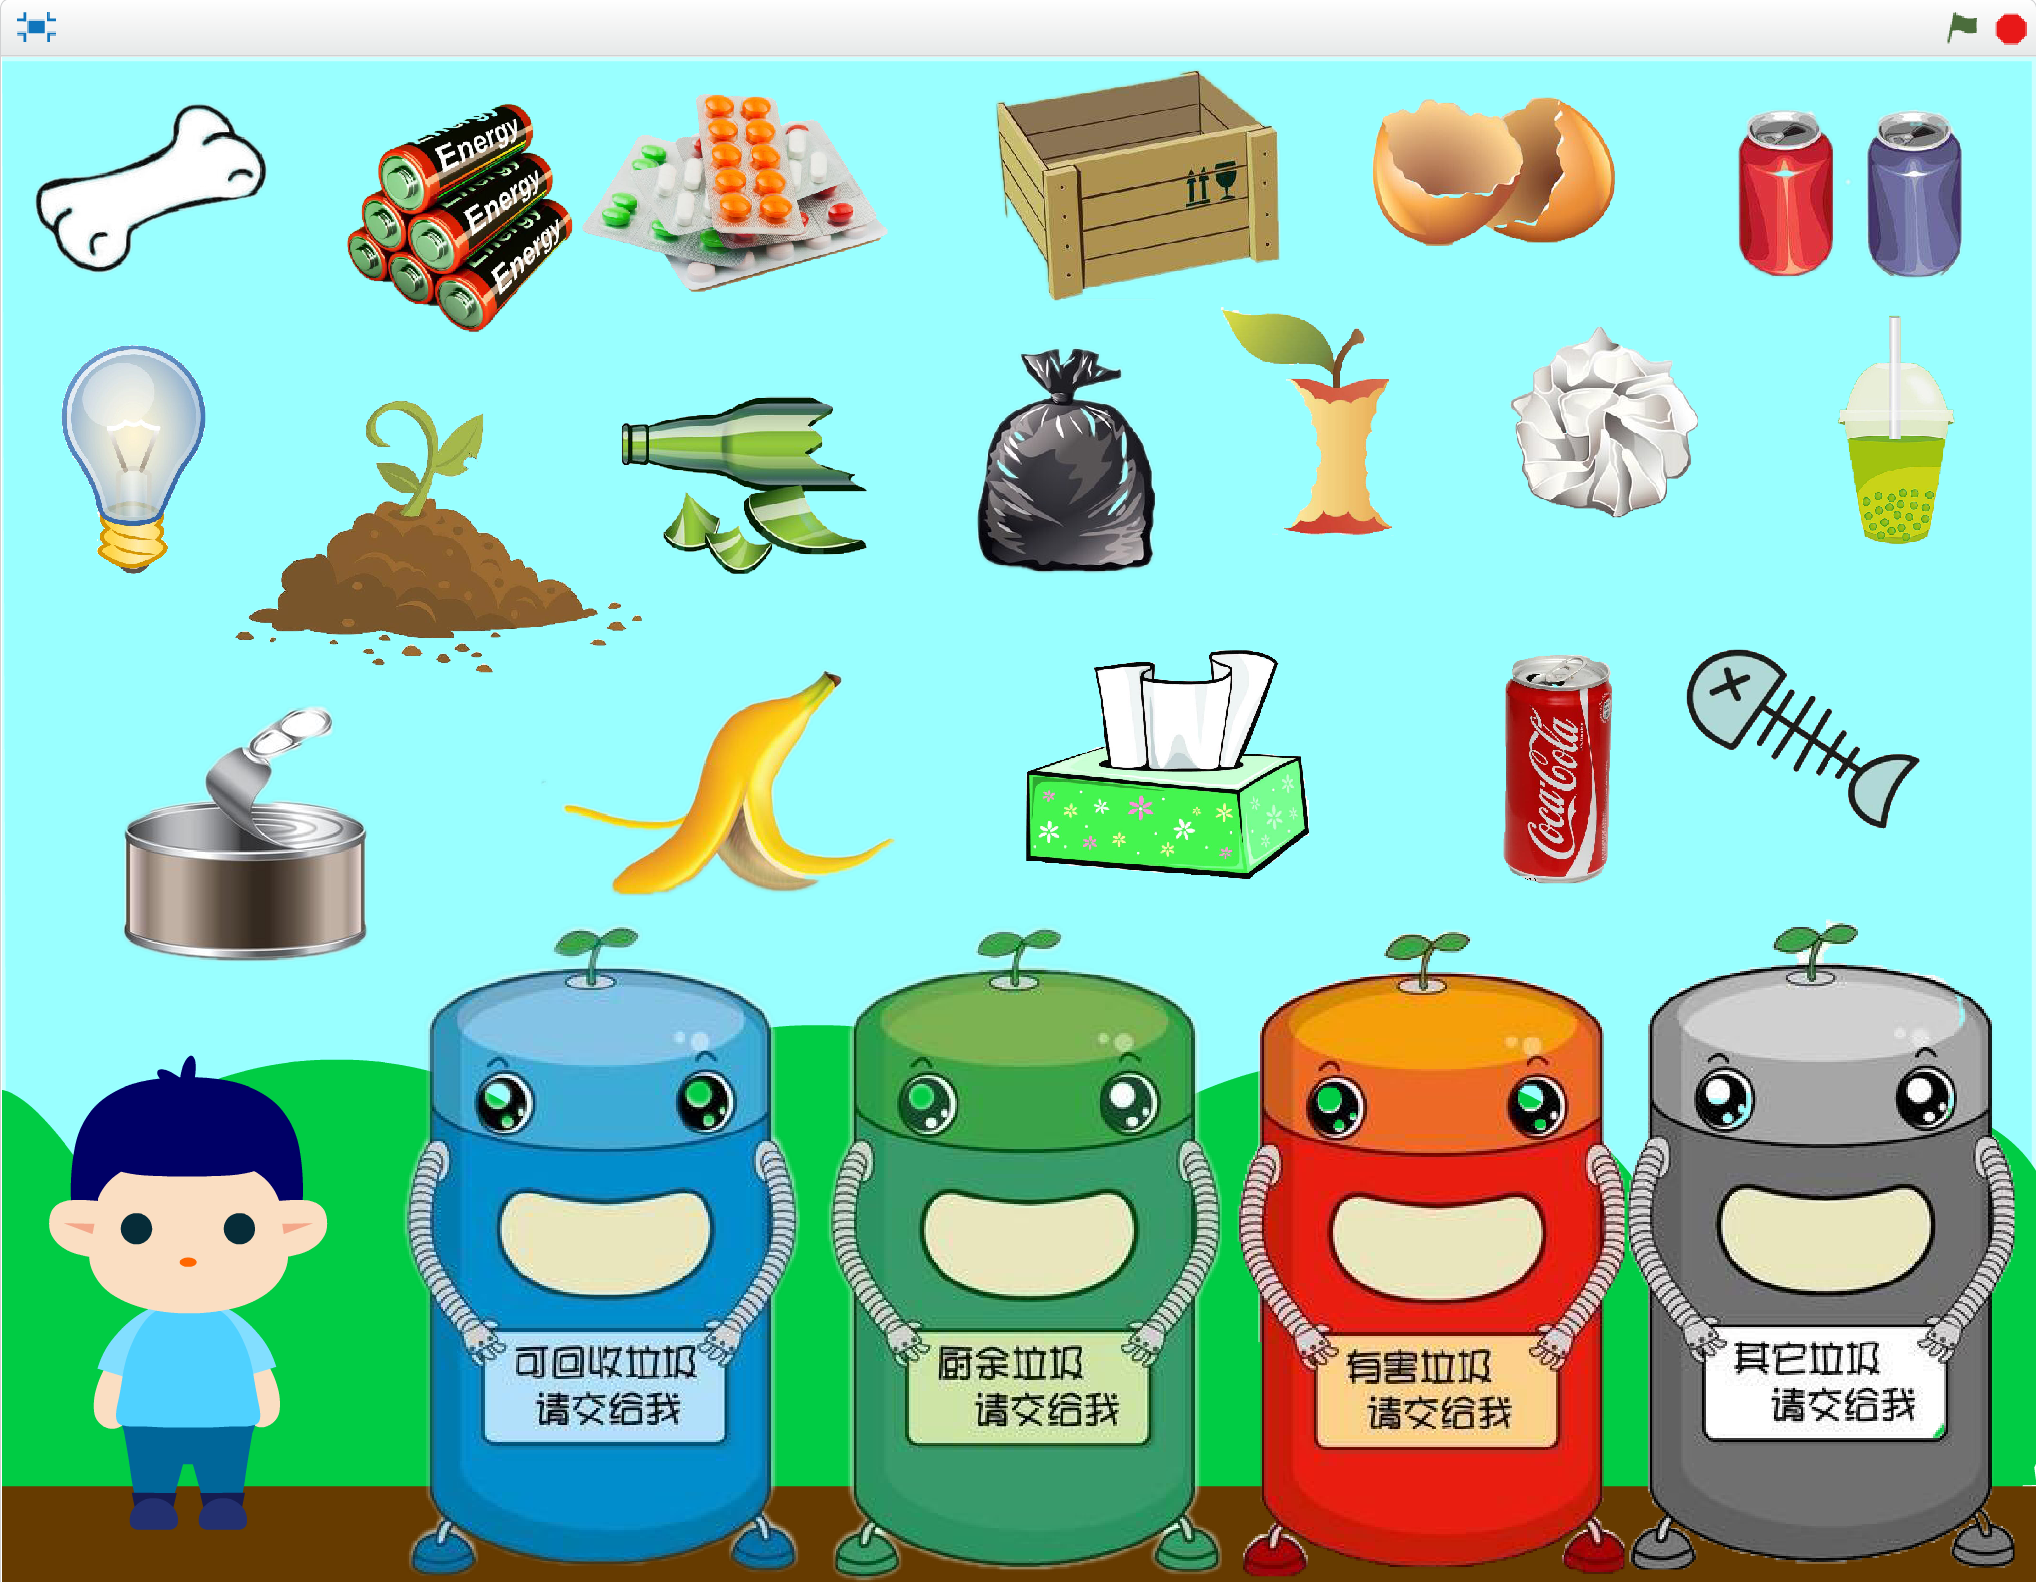 Energy
Energy
Energy
Coca-Cola
可回收垃圾
请交给我
厨余垃圾
请交给我
有害垃圾
请交给我
其它垃圾
请交给我